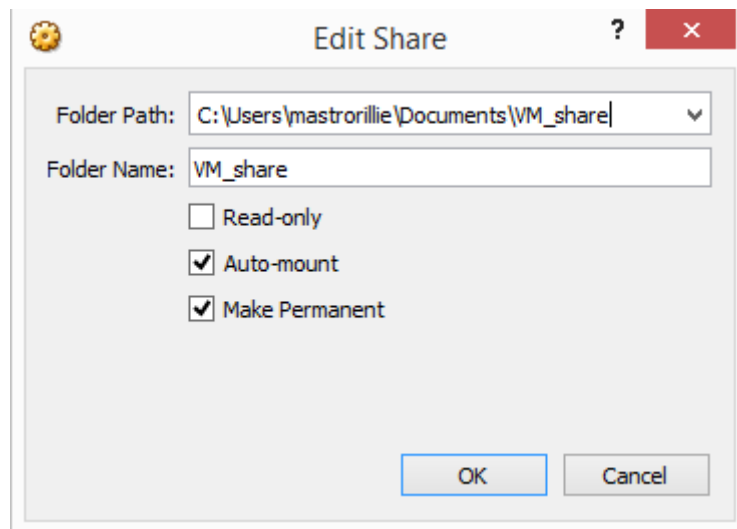 Edit Share
?
Folder Path: C:\Users\mastrorillie\Documents\VM_share
Folder Name: VM_share
Read-only
Auto-mount
Make Permanent
OK Cancel